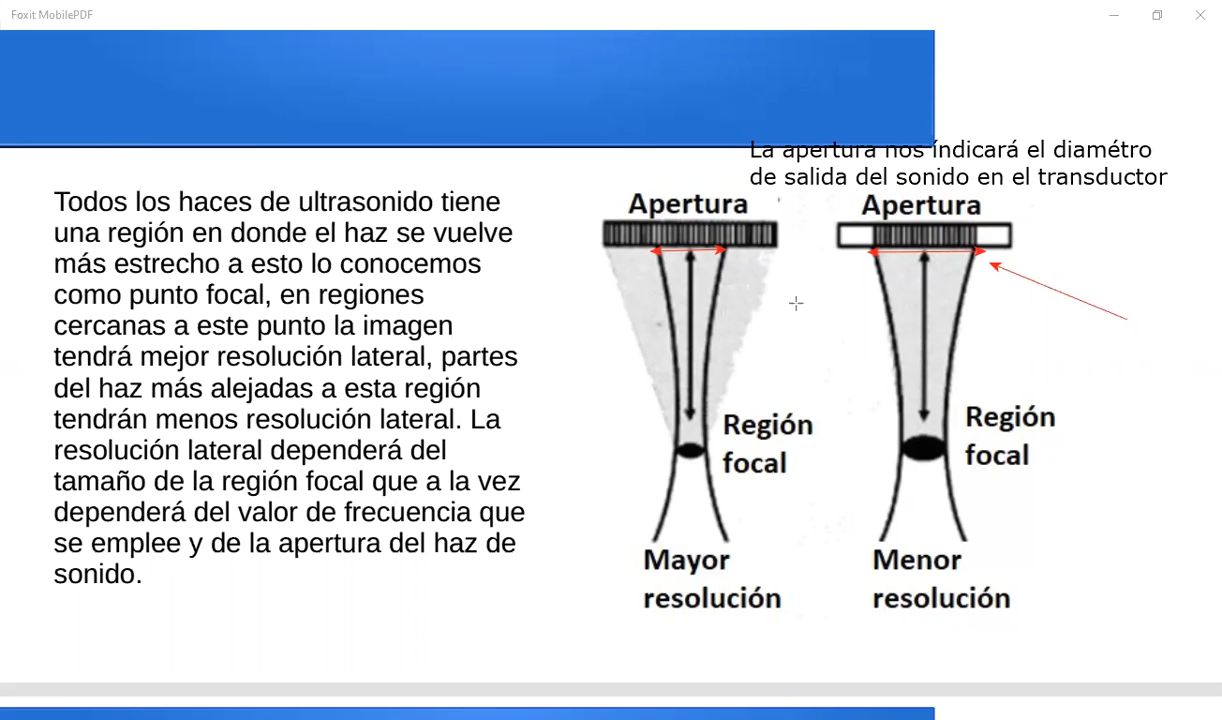 Foxit MobilePDF
La apertura nos índicará el diamétro
de salida del sonido en el transductor
Todos los haces de ultrasonido tiene
una región en donde el haz se vuelve
más estrecho a esto lo conocemos
como punto focal, en regiones
cercanas a este punto la imagen
tendrá mejor resolución lateral, partes
del haz más alejadas a esta región
tendrán menos resolución lateral. La
resolución lateral dependerá del
tamaño de la región focal que a la vez
dependerá del valor de frecuencia que
se emplee y de la apertura del haz de
sonido.
Apertura
Región
focal
Mayor
resolución
Apertura
Región
focal
Menor
resolución